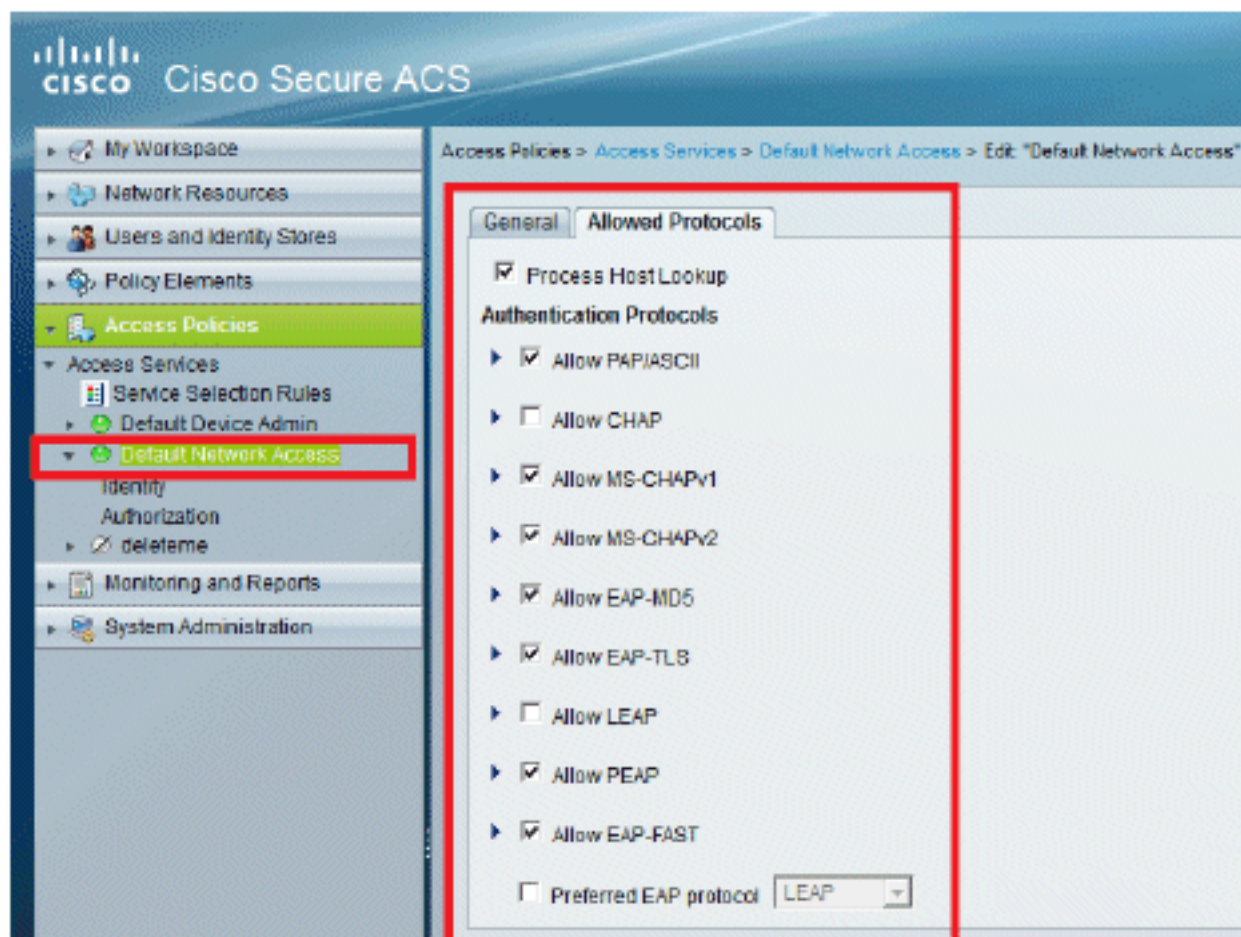 CISCO Cisco Secure ACS
My Workspace
Network Resources
Users and Identity Stores
Policy Elements
Access Policies
Access Services
Service Selection Rules
Default Device Admin
Default Network Access
Identity
Authorization
deleteme
Monitoring and Reports
System Administration
Access Policies > Access Services > Default Network Access > Edit: "Default Network Access"
General Allowed Protocols
Process Host Lookup
Authentication Protocols
Allow PAP/ASCII
Allow CHAP
Allow MS-CHAPv1
Allow MS-CHAPv2
Allow EAP-MD5
Allow EAP-TLS
Allow LEAP
Allow PEAP
Allow EAP-FAST
Preferred EAP protocol LEAP